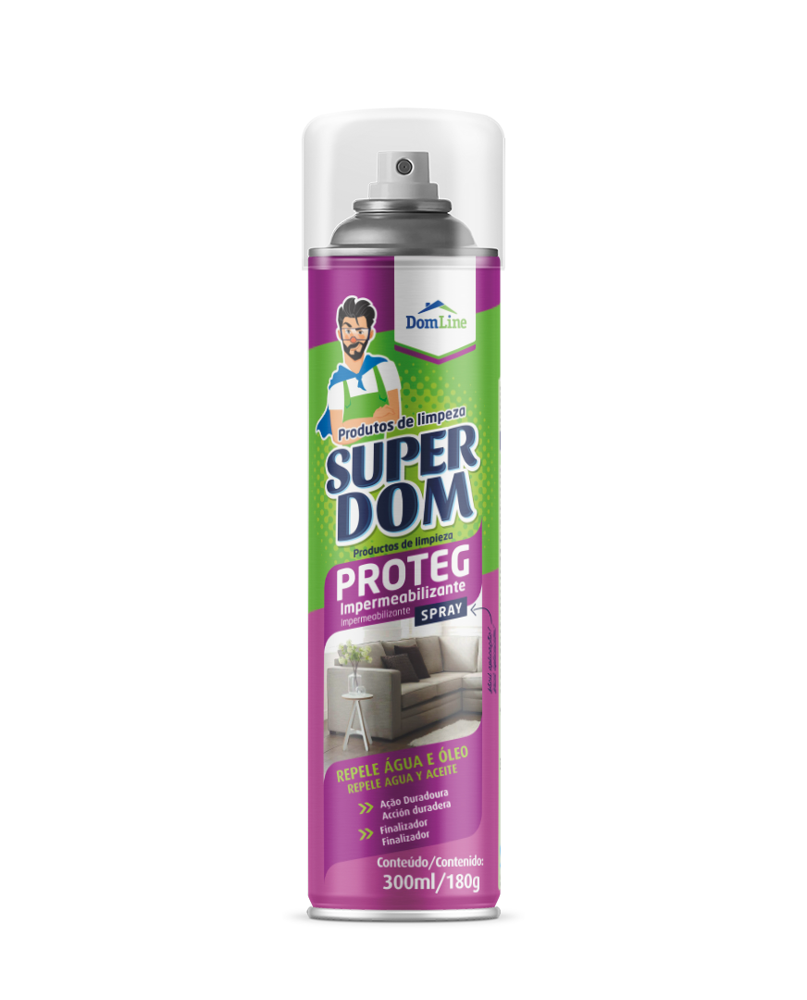 DomLine
Produtos de limpeza
SUPER
DOM
Productos de limpieza
PROTEG
Impermeabilizante
Impermeabilizante
SPRAY
REPELE ÁGUA E ÓLEO
REPELE AGUA Y ACEITE
Ação Duradoura
Acción duradera
Finalizador
Finalizador
Conteúdo/Contenido:
300ml/180g